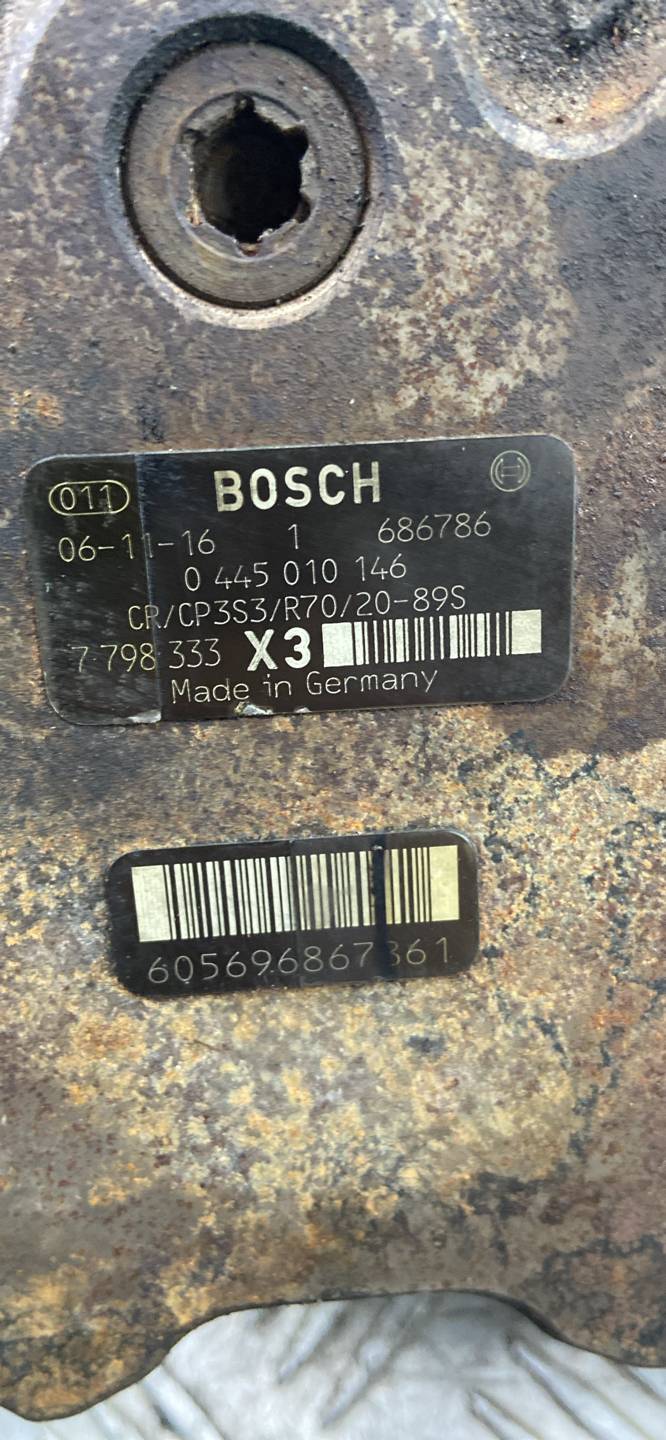 011 BOSCH
06-11-16 1 686786
0 445 010 146
CR/CP3S3/R70/20-89S
7 798 333 X3
Made in Germany
605696867361